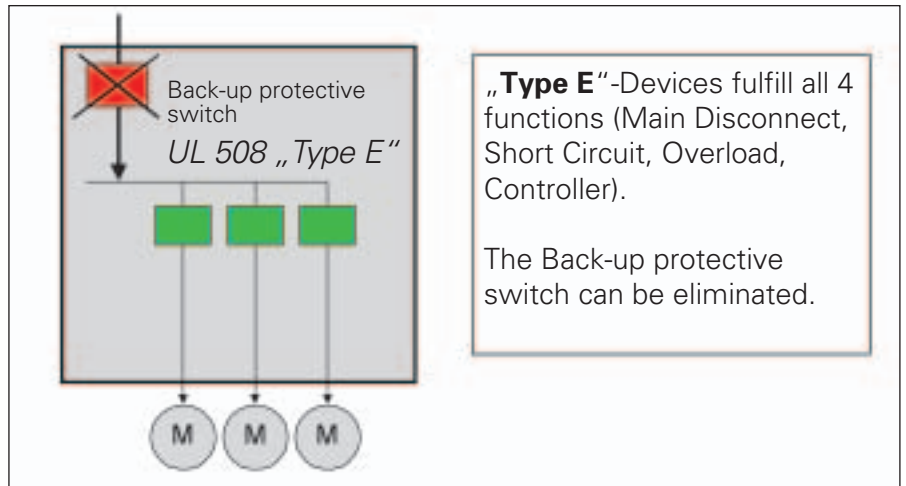 Back-up protective
switch
UL 508 „Type E“
M
M
M
„Type E“-Devices fulfill all 4
functions (Main Disconnect,
Short Circuit, Overload,
Controller).
The Back-up protective
switch can be eliminated.